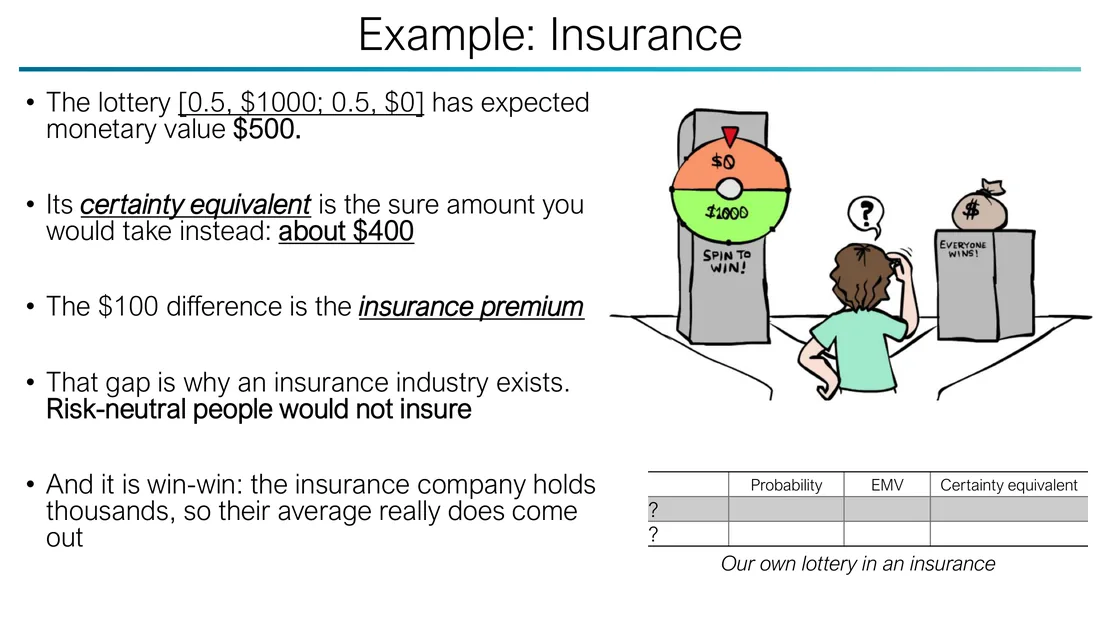 Example: Insurance
• The lottery [0.5, $1000; 0.5, $0] has expected
monetary value $500.
• Its certainty equivalent is the sure amount you
would take instead: about $400
• The $100 difference is the insurance premium
• That gap is why an insurance industry exists.
Risk-neutral people would not insure
• And it is win-win: the insurance company holds
thousands, so their average really does come
out
$0
$1000
SPIN TO
WIN!
?
$
EVERYONE
WINS!
Probability EMV Certainty equivalent
?
?
Our own lottery in an insurance